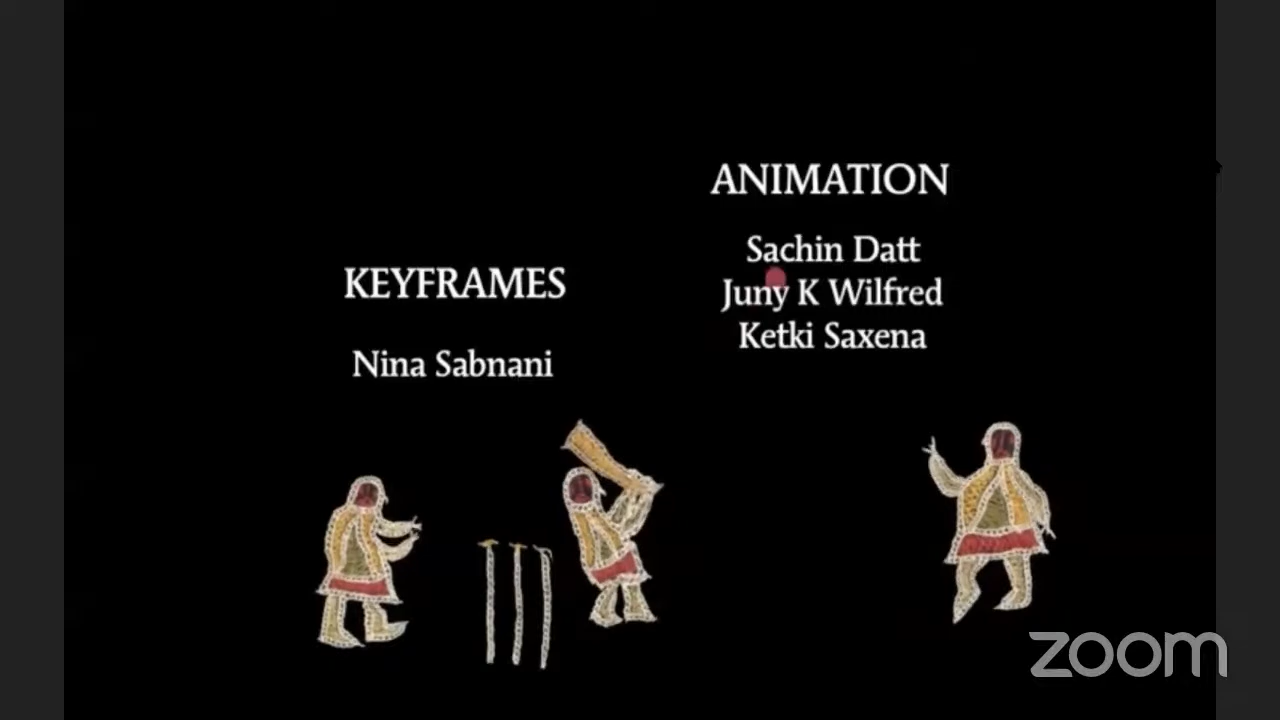 KEYFRAMES
Nina Sabnani
ANIMATION
Sachin Datt
Juny K Wilfred
Ketki Saxena
zoom